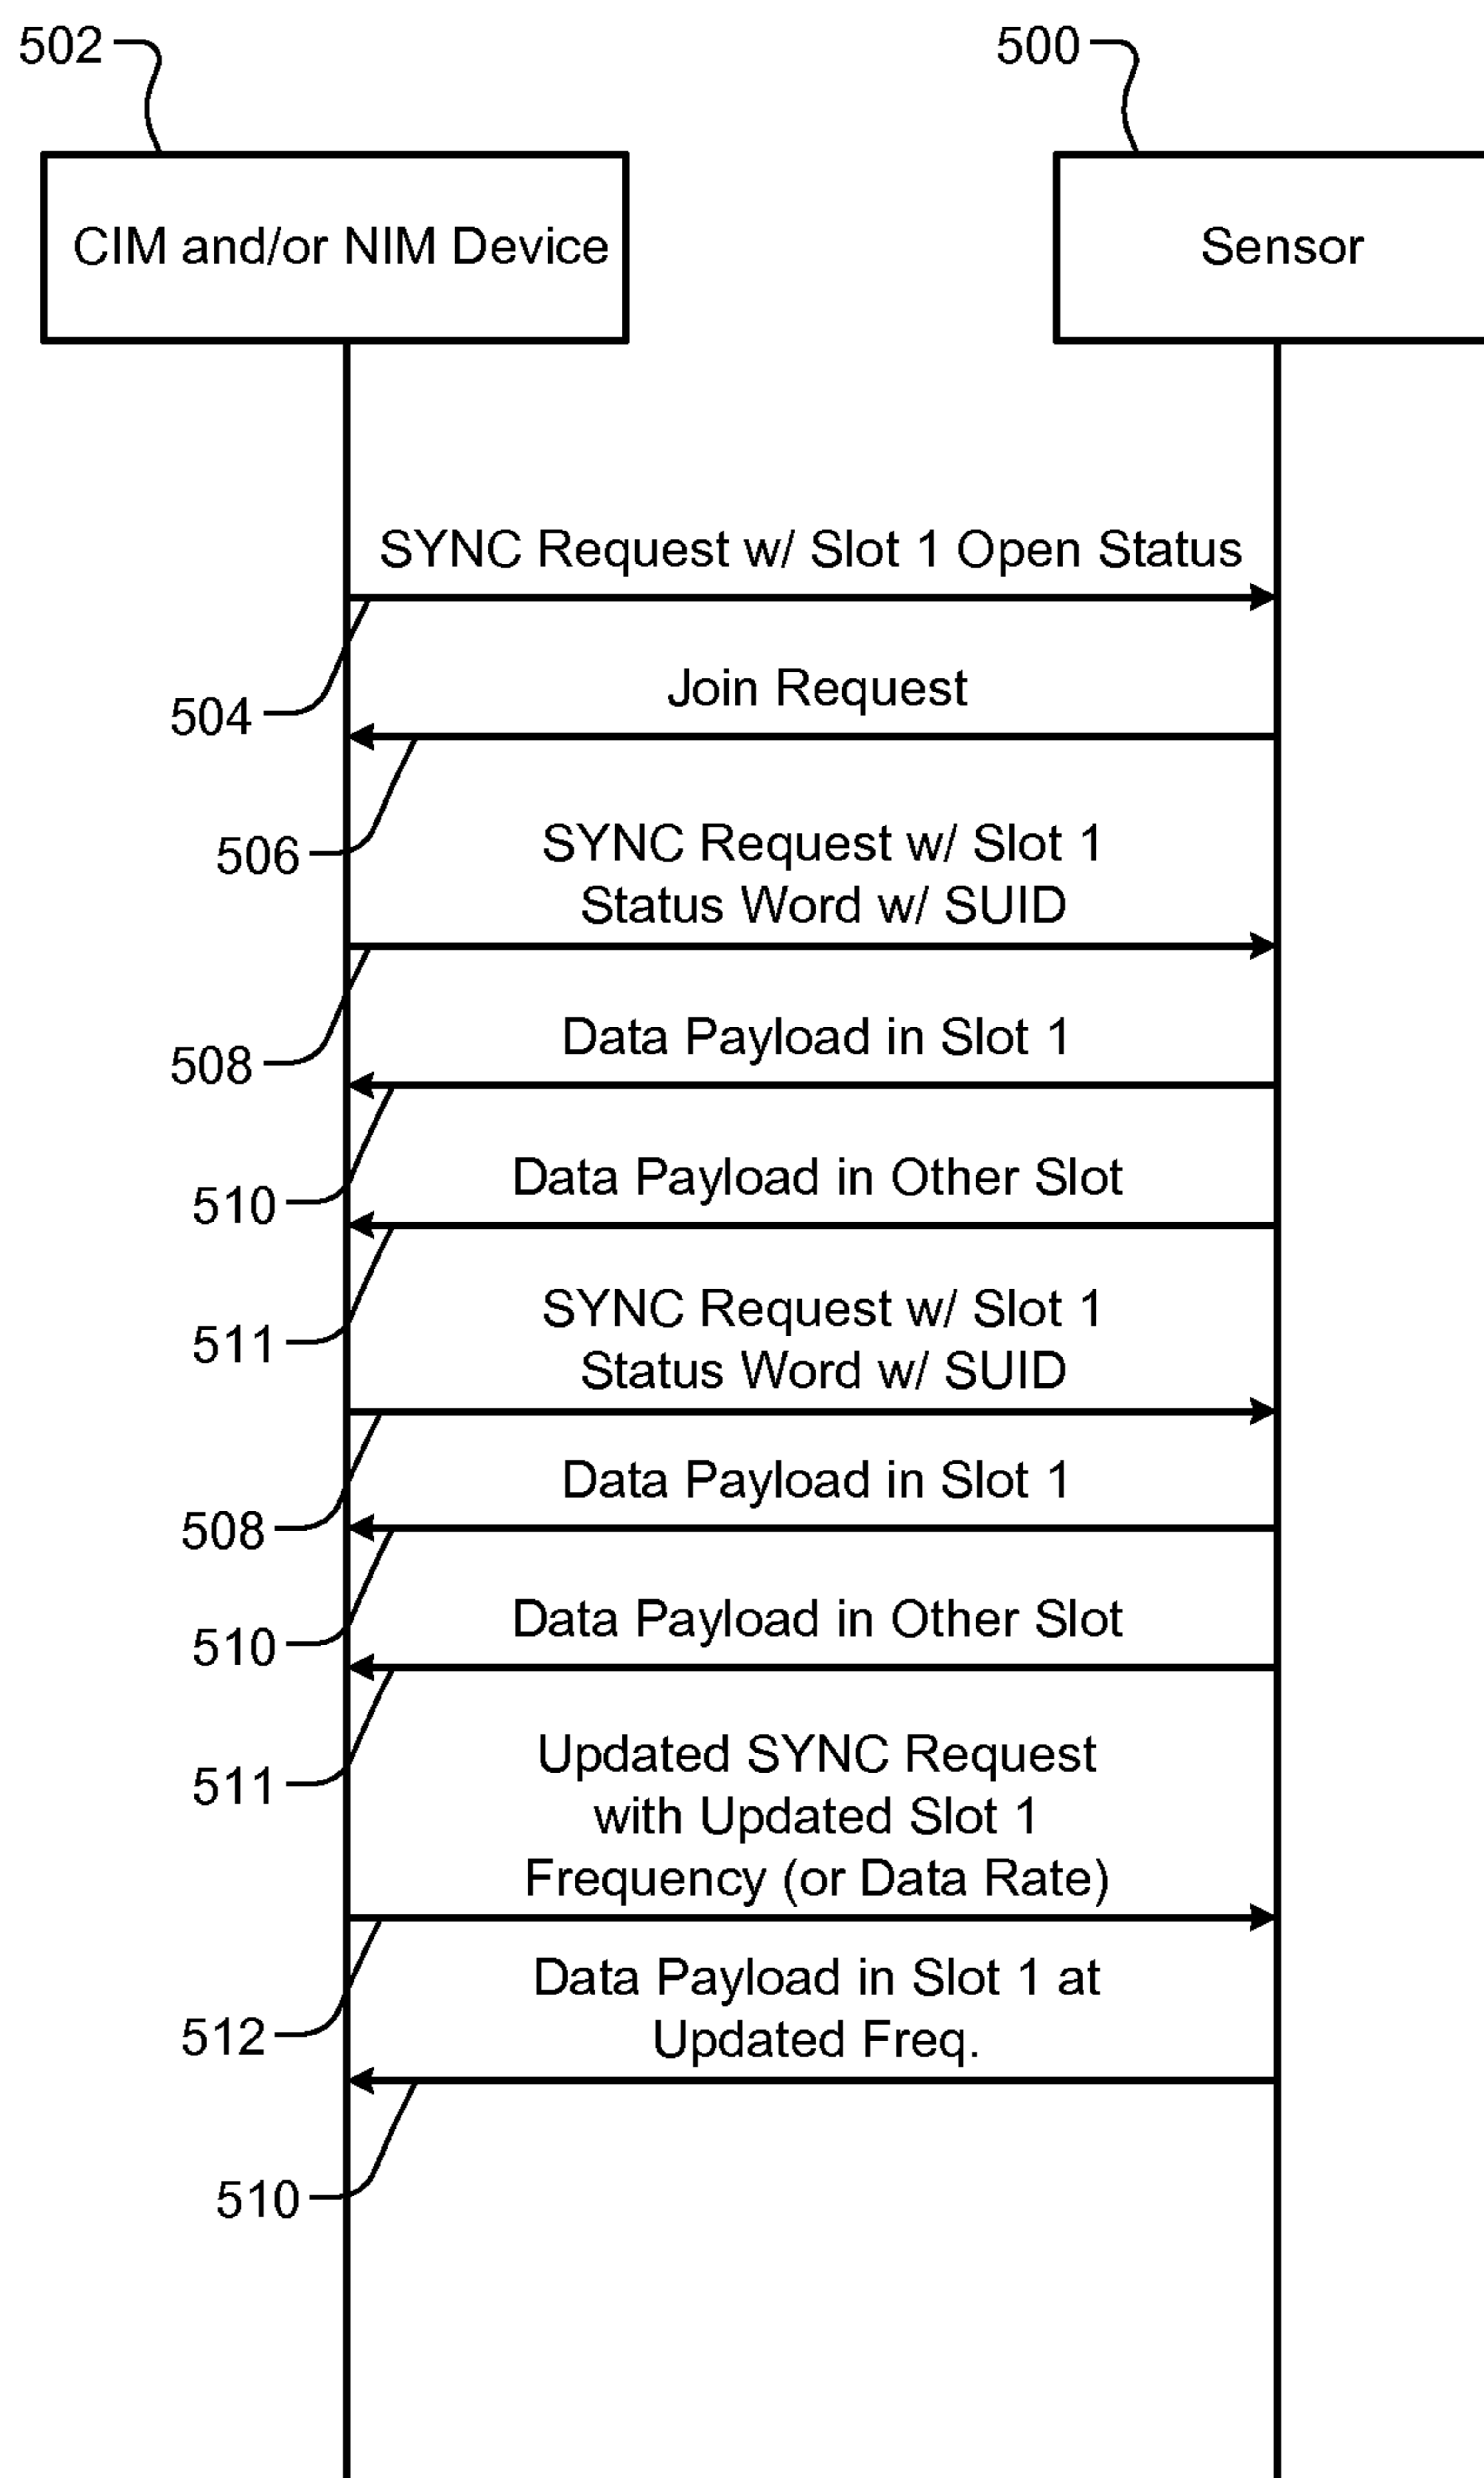 502
500
CIM and/or NIM Device
Sensor
SYNC Request w/ Slot 1 Open Status
504
Join Request
506
SYNC Request w/ Slot 1
Status Word w/ SUID
508
Data Payload in Slot 1
510
Data Payload in Other Slot
511
SYNC Request w/ Slot 1
Status Word w/ SUID
508
Data Payload in Slot 1
510
Data Payload in Other Slot
511
Updated SYNC Request
with Updated Slot 1
Frequency (or Data Rate)
512
Data Payload in Slot 1 at
Updated Freq.
510